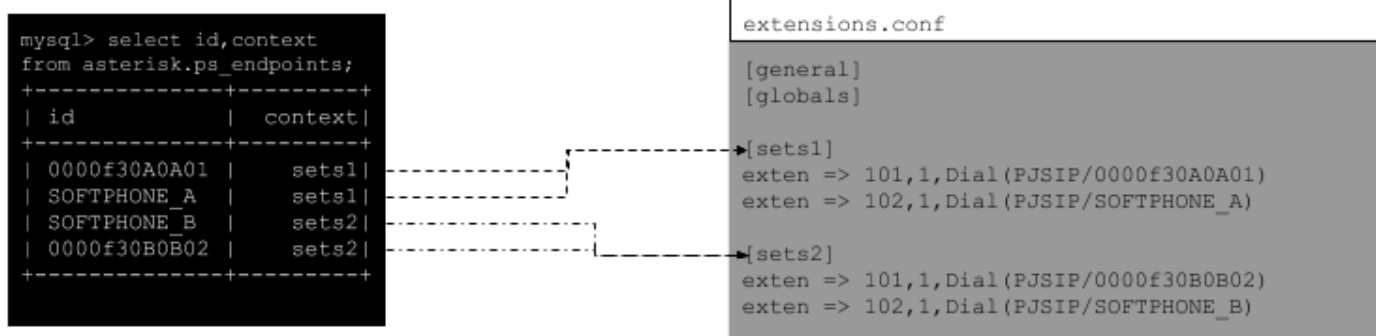 mysql> select id,context
from asterisk.ps_endpoints;
+--------------+---------+
| id           |  context|
+--------------+---------+
| 0000f30A0A01 |    sets1|
| SOFTPHONE_A  |    sets1|
| SOFTPHONE_B  |    sets2|
| 0000f30B0B02 |    sets2|
+--------------+---------+
extensions.conf
[general]
[globals]
[sets1]
exten => 101,1,Dial(PJSIP/0000f30A0A01)
exten => 102,1,Dial(PJSIP/SOFTPHONE_A)
[sets2]
exten => 101,1,Dial(PJSIP/0000f30B0B02)
exten => 102,1,Dial(PJSIP/SOFTPHONE_B)